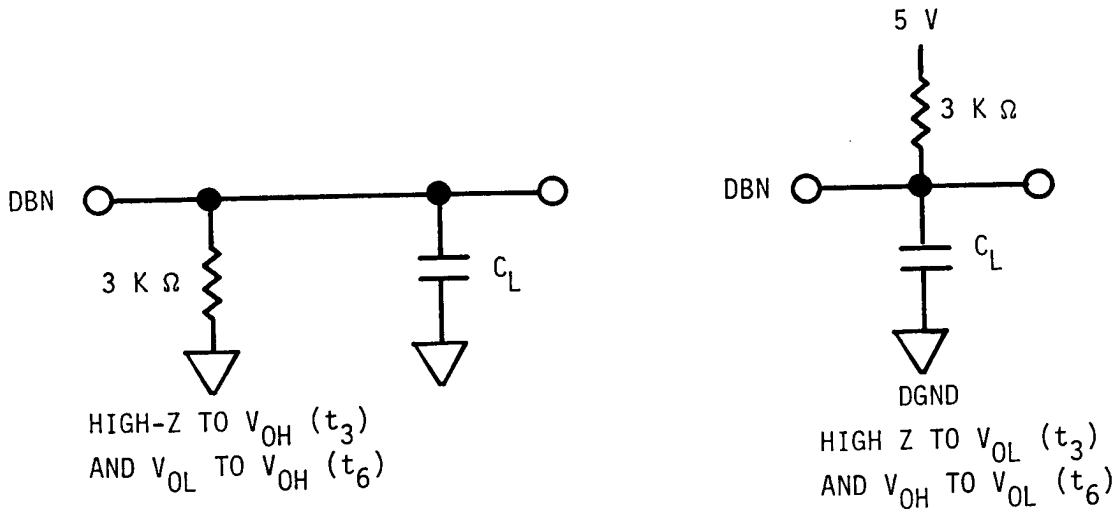 DBN
3 K Ω
C_L
HIGH-Z TO V_OH (t_3)
AND V_OL TO V_OH (t_6)
5 V
3 K Ω
DBN
C_L
DGND
HIGH Z TO V_OL (t_3)
AND V_OH TO V_OL (t_6)